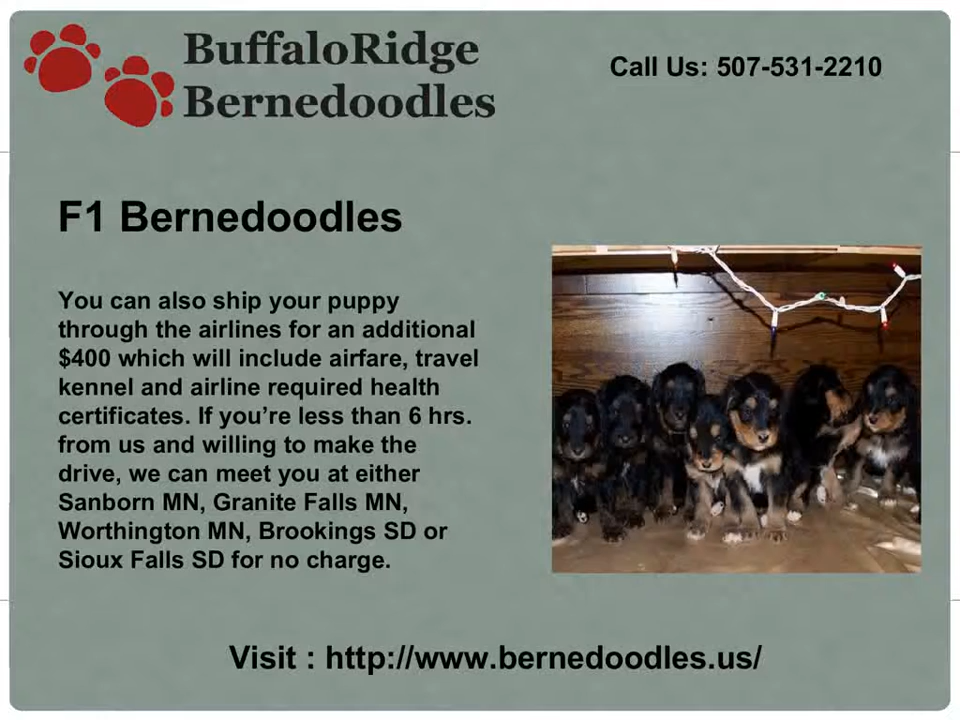 BuffaloRidge
Bernedoodles
Call Us: 507-531-2210
F1 Bernedoodles
You can also ship your puppy
through the airlines for an additional
$400 which will include airfare, travel
kennel and airline required health
certificates. If you’re less than 6 hrs.
from us and willing to make the
drive, we can meet you at either
Sanborn MN, Granite Falls MN,
Worthington MN, Brookings SD or
Sioux Falls SD for no charge.
Visit : http://www.bernedoodles.us/